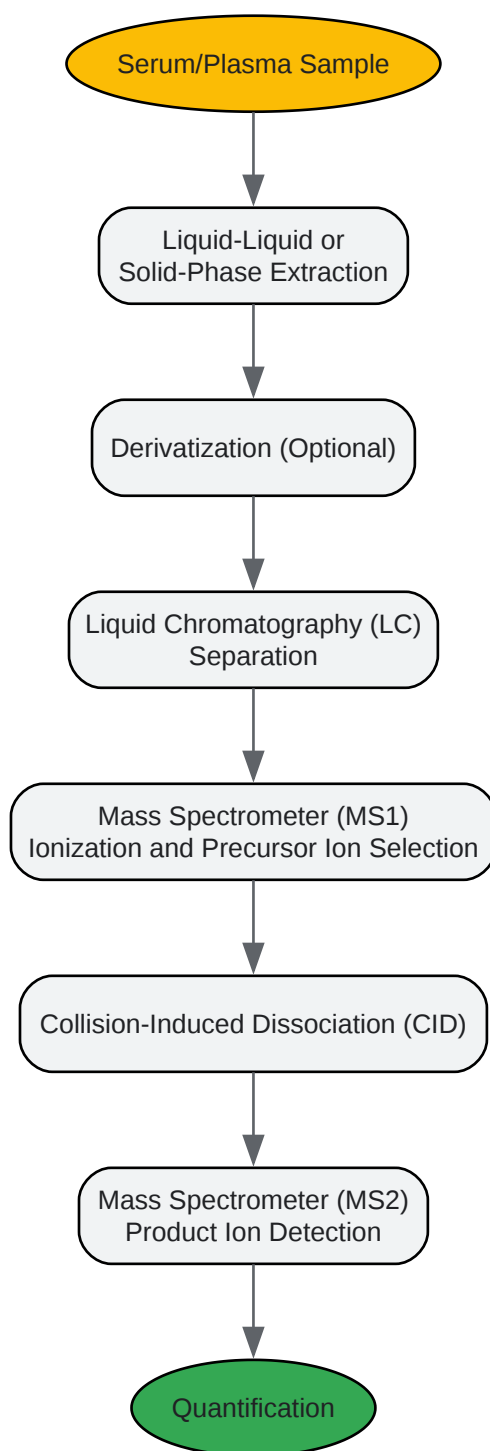 Serum/Plasma Sample
Liquid-Liquid or
Solid-Phase Extraction
Derivatization (Optional)
Liquid Chromatography (LC)
Separation
Mass Spectrometer (MS1)
Ionization and Precursor Ion Selection
Collision-Induced Dissociation (CID)
Mass Spectrometer (MS2)
Product Ion Detection
Quantification